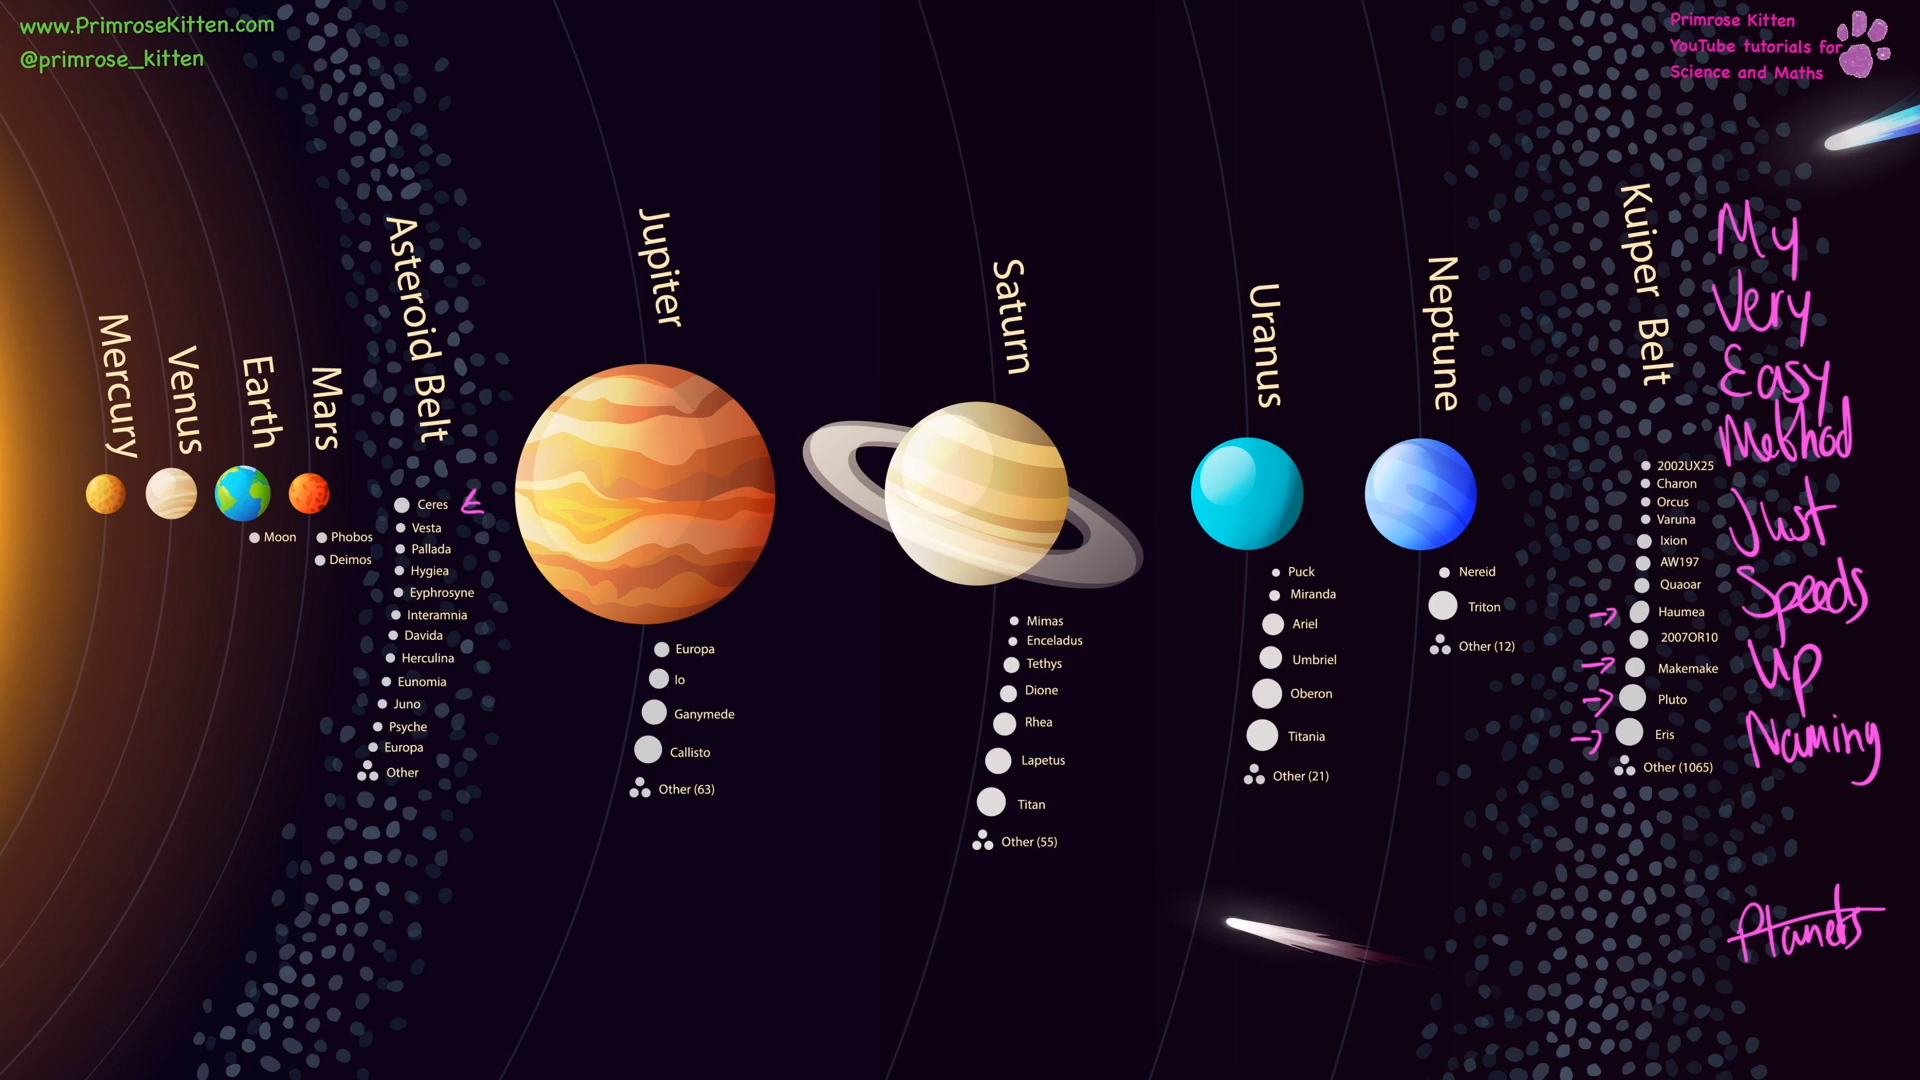 www.PrimroseKitten.com
@primrose_kitten
Primrose Kitten
YouTube tutorials for
Science and Maths
Mercury
Venus
Earth
Moon
Mars
Phobos
Deimos
Asteroid Belt
Ceres
Vesta
Pallada
Hygiea
Eyphrosyne
Interamnia
Davida
Herculina
Eunomia
Juno
Psyche
Europa
Other
Jupiter
Europa
Io
Ganymede
Callisto
Other (63)
Saturn
Mimas
Enceladus
Tethys
Dione
Rhea
Lapetus
Titan
Other (55)
Uranus
Puck
Miranda
Ariel
Umbriel
Oberon
Titania
Other (21)
Neptune
Nereid
Triton
Other (12)
Kuiper Belt
2002UX25
Charon
Orcus
Varuna
Ixion
AW197
Quaoar
Haumea
2007OR10
Makemake
Pluto
Eris
Other (1065)
My
Very
Easy
Method
Just
Speeds
Up
Naming
Planets